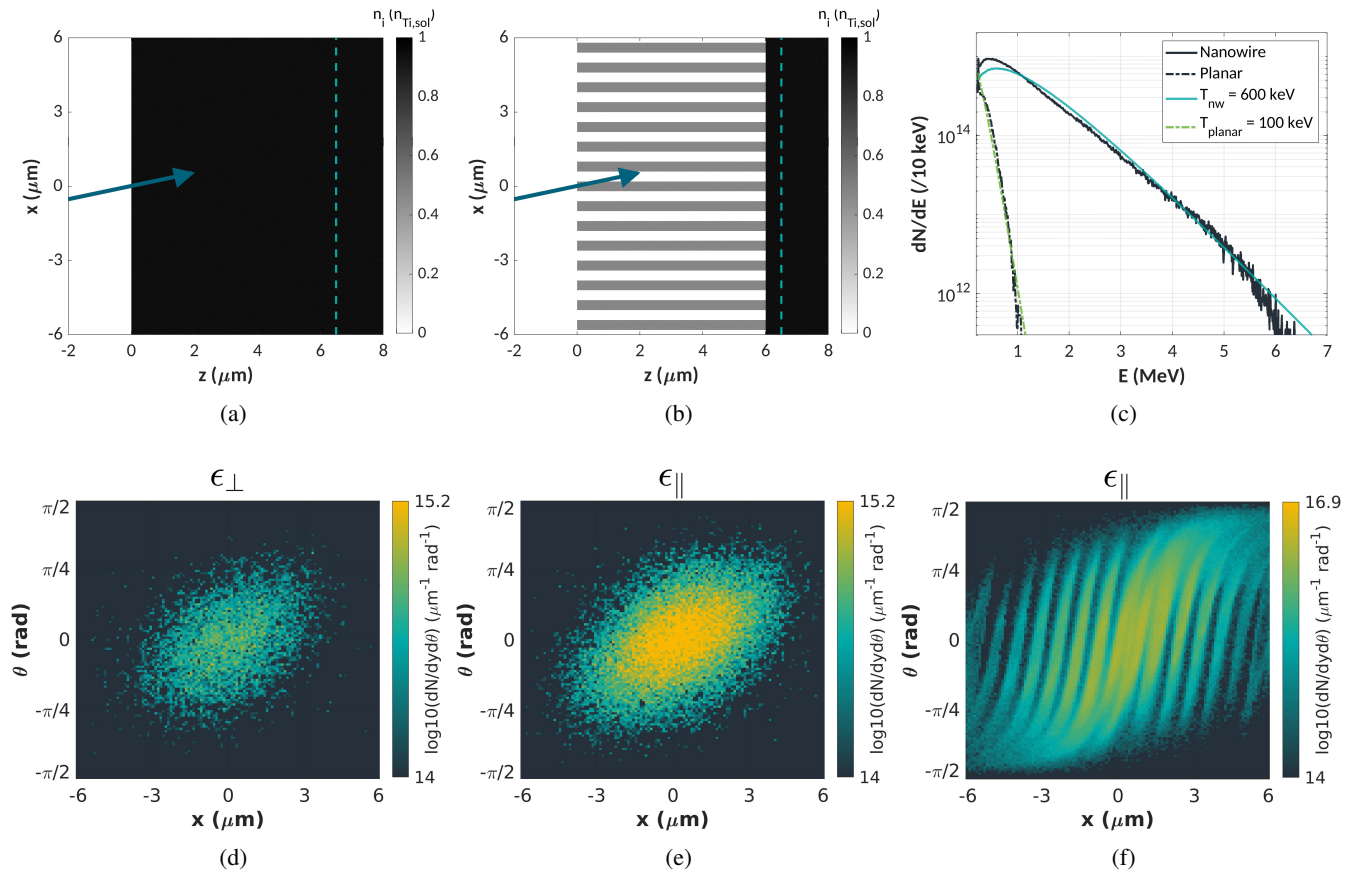 n_i (n_Ti,sol)
6
3
0
-3
-6
x (μm)
-2 0 2 4 6 8
z (μm)
1
0.8
0.6
0.4
0.2
0
(a)
n_i (n_Ti,sol)
6
3
0
-3
-6
x (μm)
-2 0 2 4 6 8
z (μm)
1
0.8
0.6
0.4
0.2
0
(b)
Nanowire
Planar
T_nw = 600 keV
T_planar = 100 keV
10^14
10^12
dN/dE (/10 keV)
1 2 3 4 5 6 7
E (MeV)
(c)
ϵ⊥
π/2
π/4
0
-π/4
-π/2
θ (rad)
-6 -3 0 3 6
x (μm)
15.2
14
log10(dN/dydθ) (μm^-1 rad^-1)
(d)
ϵ||
π/2
π/4
0
-π/4
-π/2
θ (rad)
-6 -3 0 3 6
x (μm)
15.2
14
log10(dN/dydθ) (μm^-1 rad^-1)
(e)
ϵ||
π/2
π/4
0
-π/4
-π/2
θ (rad)
-6 -3 0 3 6
x (μm)
16.9
14
log10(dN/dydθ) (μm^-1 rad^-1)
(f)